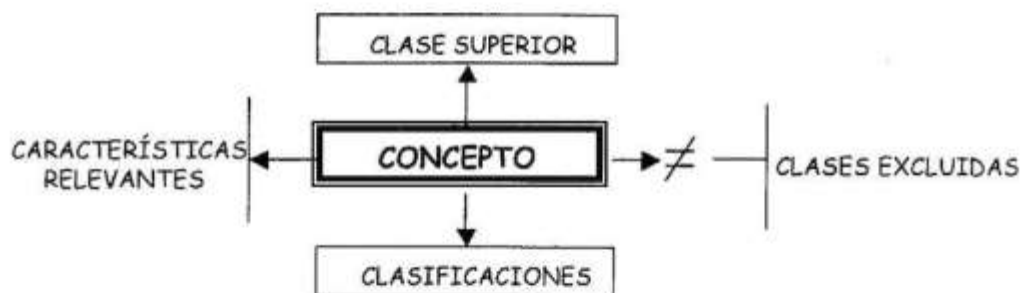 CLASE SUPERIOR
CARACTERÍSTICAS
RELEVANTES
CONCEPTO
≠
CLASES EXCLUIDAS
CLASIFICACIONES